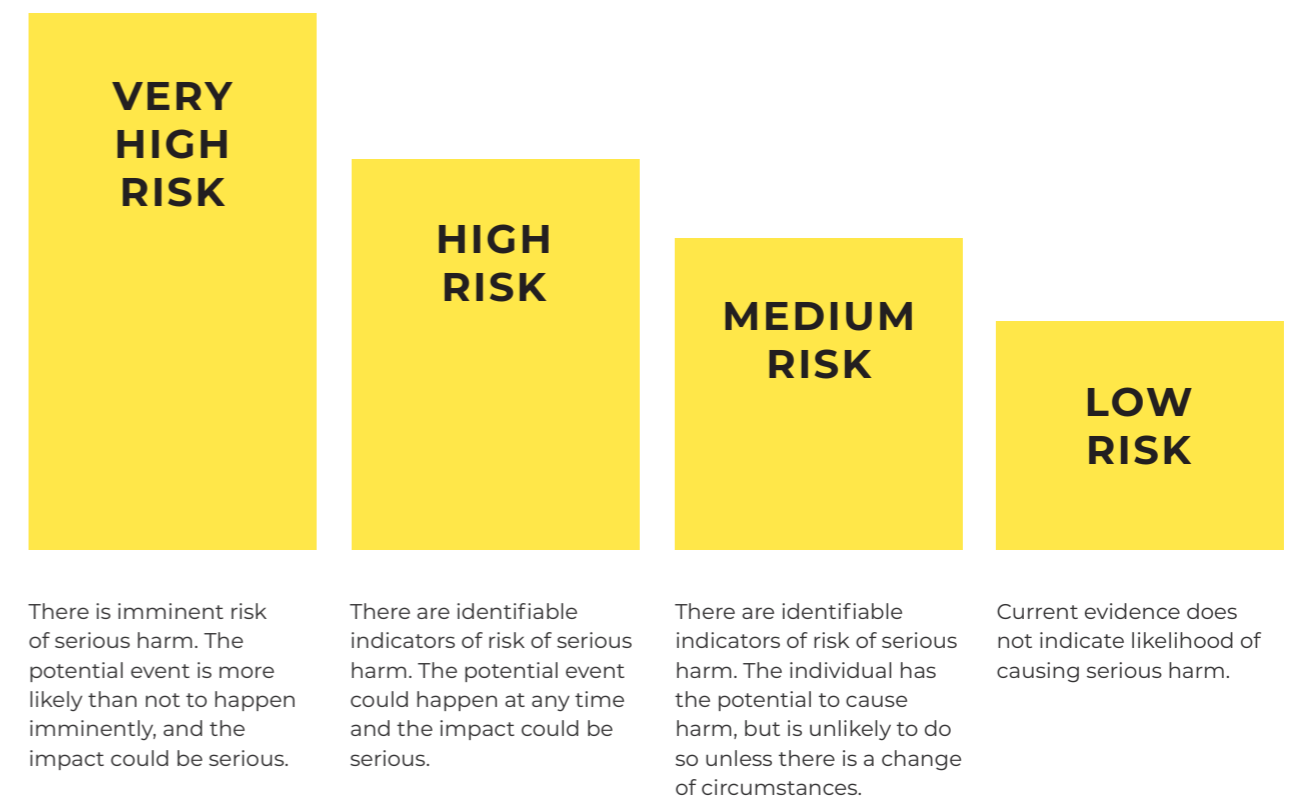 VERY
HIGH
RISK
HIGH
RISK
MEDIUM
RISK
LOW
RISK
There is imminent risk
of serious harm. The
potential event is more
likely than not to happen
imminently, and the
impact could be serious.
There are identifiable
indicators of risk of serious
harm. The potential event
could happen at any time
and the impact could be
serious.
There are identifiable
indicators of risk of serious
harm. The individual has
the potential to cause
harm, but is unlikely to do
so unless there is a change
of circumstances.
Current evidence does
not indicate likelihood of
causing serious harm.